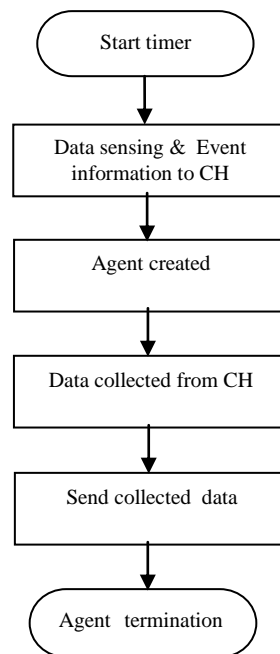 Start timer
Data sensing & Event
information to CH
Agent created
Data collected from CH
Send collected data
Agent termination